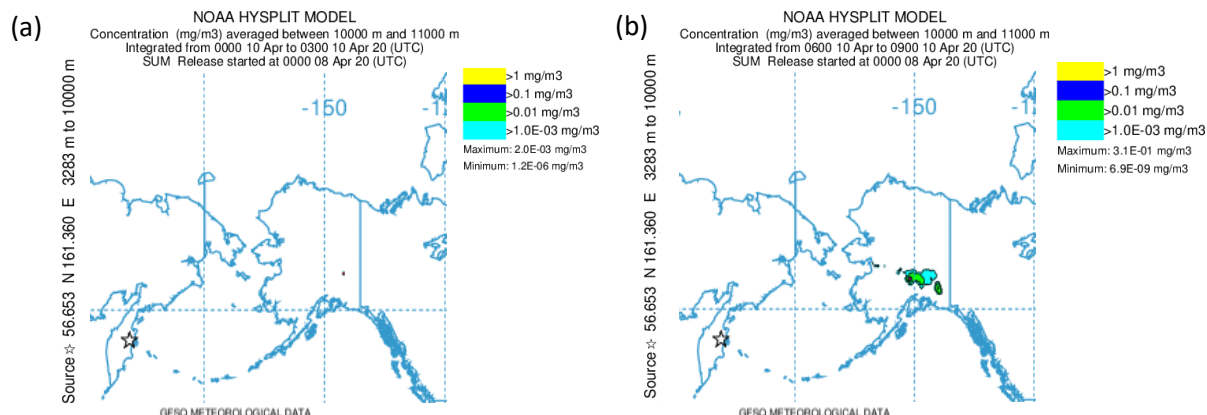 (a)
NOAA HYSPLIT MODEL
Concentration (mg/m3) averaged between 10000 m and 11000 m
Integrated from 0000 10 Apr to 0300 10 Apr 20 (UTC)
SUM Release started at 0000 08 Apr 20 (UTC)
Source ☆ 56.653 N 161.360 E 3283 m to 10000 m
-150
>1 mg/m3
>0.1 mg/m3
>0.01 mg/m3
>1.0E-03 mg/m3
Maximum: 2.0E-03 mg/m3
Minimum: 1.2E-06 mg/m3
GFSQ METEOROLOGICAL DATA
(b)
NOAA HYSPLIT MODEL
Concentration (mg/m3) averaged between 10000 m and 11000 m
Integrated from 0600 10 Apr to 0900 10 Apr 20 (UTC)
SUM Release started at 0000 08 Apr 20 (UTC)
Source ☆ 56.653 N 161.360 E 3283 m to 10000 m
-150
>1 mg/m3
>0.1 mg/m3
>0.01 mg/m3
>1.0E-03 mg/m3
Maximum: 3.1E-01 mg/m3
Minimum: 6.9E-09 mg/m3
GFSQ METEOROLOGICAL DATA